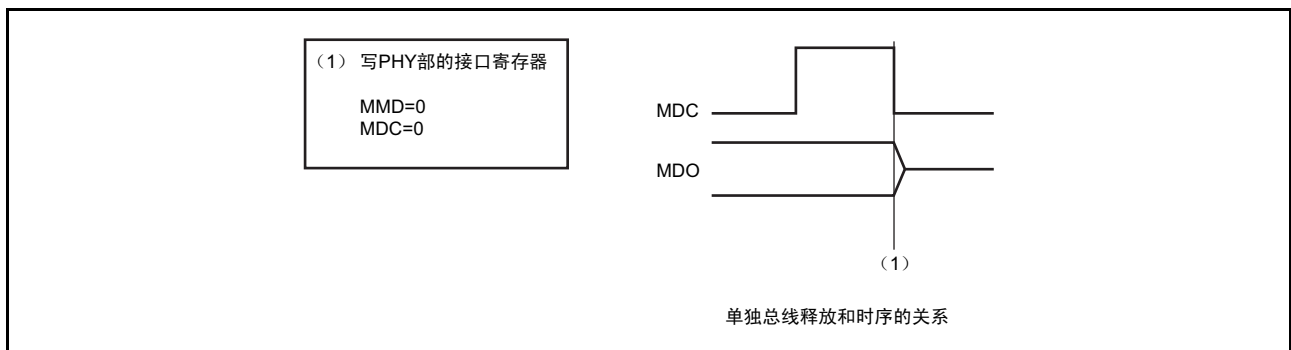 （1） 写PHY部的接口寄存器
MMD=0
MDC=0
MDC
MDO
（1）
单独总线释放和时序的关系